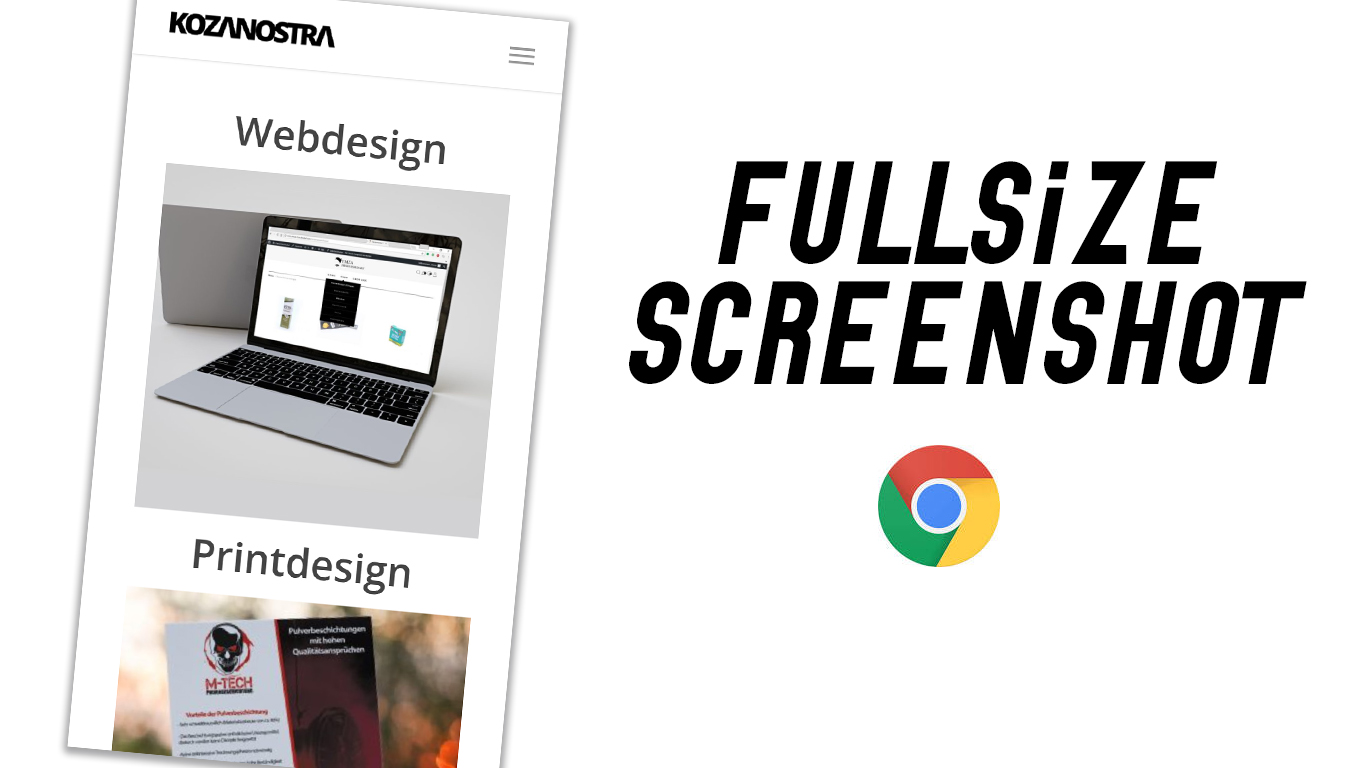 KOZANOSTRA
Webdesign
Printdesign
Pulverbeschichtungen
mit hohen
Qualitätsansprüchen
M-TECH
Vorteile der Pulverbeschichtung
FULLSiZE
SCREENSHOT